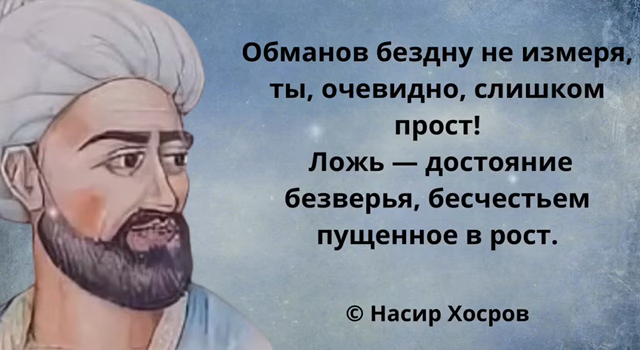 Обманов бездну не измеря,
ты, очевидно, слишком
прост!
Ложь — достояние
безверья, бесчестьем
пущенное в рост.
© Насир Хосров